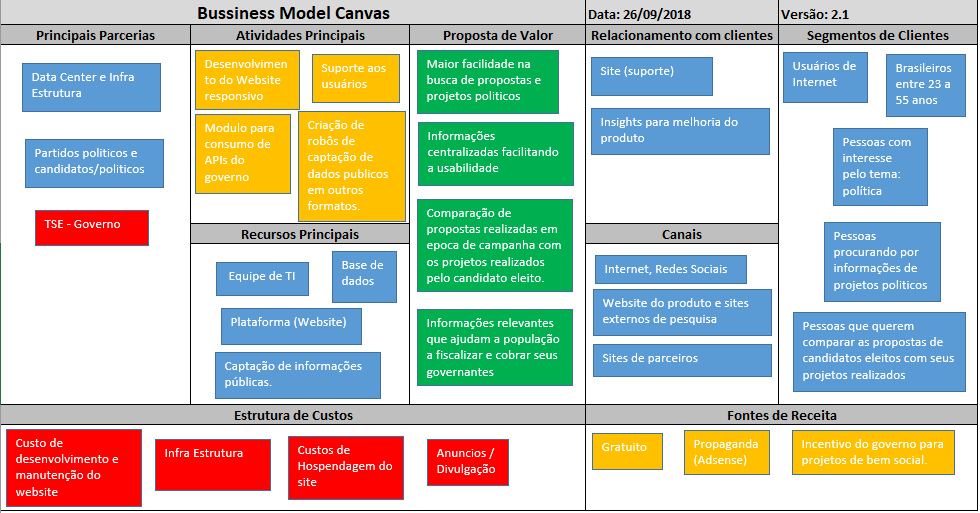 Bussiness Model Canvas
Data: 26/09/2018
Versão: 2.1
Principais Parcerias
Data Center e Infra
Estrutura
Partidos politicos e
candidatos/politicos
TSE - Governo
Atividades Principais
Desenvolvimen
to do Website
responsivo
Suporte aos
usuários
Modulo para
consumo de
APIs do
governo
Criação de
robôs de
captação de
dados publicos
em outros
formatos.
Recursos Principais
Equipe de TI
Base de
dados
Plataforma (Website)
Captação de informações
públicas.
Proposta de Valor
Maior facilidade na
busca de propostas e
projetos politicos
Informações
centralizadas facilitando
a usabilidade
Comparação de
propostas realizadas em
epoca de campanha com
os projetos realizados
pelo candidato eleito.
Informações relevantes
que ajudam a população
a fiscalizar e cobrar seus
governantes
Relacionamento com clientes
Site (suporte)
Insights para melhoria do
produto
Canais
Internet, Redes Sociais
Website do produto e sites
externos de pesquisa
Sites de parceiros
Segmentos de Clientes
Usuários de
Internet
Brasileiros
entre 23 a
55 anos
Pessoas com
interesse
pelo tema:
política
Pessoas
procurando por
informações de
projetos politicos
Pessoas que querem
comparar as propostas de
candidatos eleitos com seus
projetos realizados
Estrutura de Custos
Custo de
desenvolvimento e
manutenção do
website
Infra Estrutura
Custos de
Hospendagem do
site
Anuncios /
Divulgação
Fontes de Receita
Gratuito
Propaganda
(Adsense)
Incentivo do governo para
projetos de bem social.